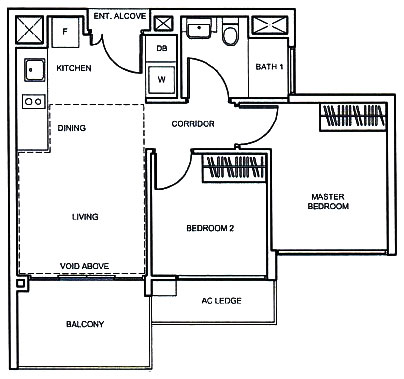 ENT. ALCOVE
F
DB
KITCHEN
W
BATH 1
DINING
CORRIDOR
MASTER
BEDROOM
LIVING
BEDROOM 2
VOID ABOVE
AC LEDGE
BALCONY